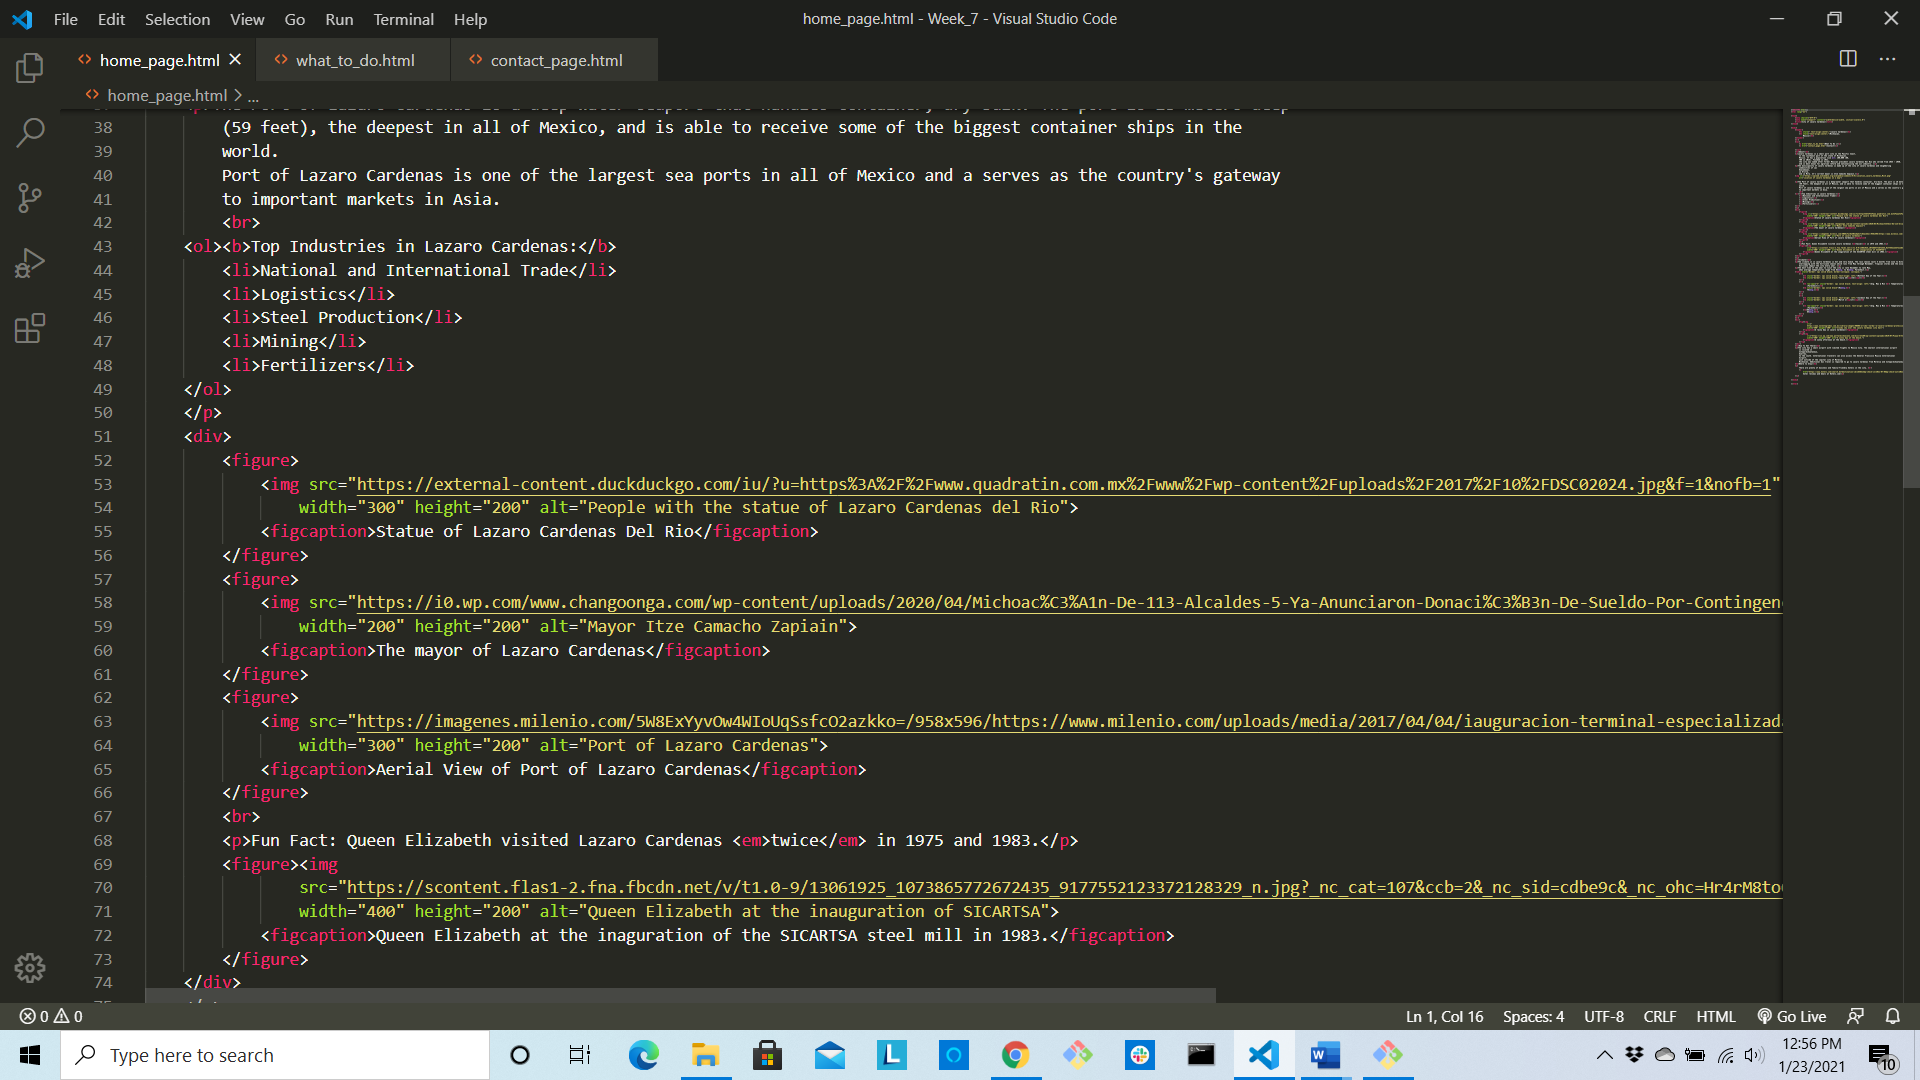 File Edit Selection View Go Run Terminal Help
home_page.html - Week_7 - Visual Studio Code
home_page.html what_to_do.html contact_page.html
home_page.html > ...
38 (59 feet), the deepest in all of Mexico, and is able to receive some of the biggest container ships in the
39 world.
40 Port of Lazaro Cardenas is one of the largest sea ports in all of Mexico and a serves as the country's gateway
41 to important markets in Asia.
42 <br>
43 <ol><b>Top Industries in Lazaro Cardenas:</b>
44 <li>National and International Trade</li>
45 <li>Logistics</li>
46 <li>Steel Production</li>
47 <li>Mining</li>
48 <li>Fertilizers</li>
49 </ol>
50 </p>
51 <div>
52 <figure>
53 <img src="https://external-content.duckduckgo.com/iu/?u=https%3A%2F%2Fwww.quadratin.com.mx%2Fwww%2Fwp-content%2Fuploads%2F2017%2F10%2FDSC02024.jpg&f=1&nofb=1"
54 width="300" height="200" alt="People with the statue of Lazaro Cardenas del Rio">
55 <figcaption>Statue of Lazaro Cardenas Del Rio</figcaption>
56 </figure>
57 <figure>
58 <img src="https://i0.wp.com/www.changoonga.com/wp-content/uploads/2020/04/Michoac%C3%A1n-De-113-Alcaldes-5-Ya-Anunciaron-Donaci%C3%B3n-De-Sueldo-Por-Contingen
59 width="200" height="200" alt="Mayor Itze Camacho Zapiain">
60 <figcaption>The mayor of Lazaro Cardenas</figcaption>
61 </figure>
62 <figure>
63 <img src="https://imagenes.milenio.com/5W8ExYyvOw4WIoUqSsfcO2azkko=/958x596/https://www.milenio.com/uploads/media/2017/04/04/iauguracion-terminal-especializad
64 width="300" height="200" alt="Port of Lazaro Cardenas">
65 <figcaption>Aerial View of Port of Lazaro Cardenas</figcaption>
66 </figure>
67 <br>
68 <p>Fun Fact: Queen Elizabeth visited Lazaro Cardenas <em>twice</em> in 1975 and 1983.</p>
69 <figure><img
70 src="https://scontent.flas1-2.fna.fbcdn.net/v/t1.0-9/13061925_1073865772672435_9177552123372128329_n.jpg?_nc_cat=107&ccb=2&_nc_sid=cdbe9c&_nc_ohc=Hr4rM8to
71 width="400" height="200" alt="Queen Elizabeth at the inauguration of SICARTSA">
72 <figcaption>Queen Elizabeth at the inaguration of the SICARTSA steel mill in 1983.</figcaption>
73 </figure>
74 </div>
0 0 Ln 1, Col 16 Spaces: 4 UTF-8 CRLF HTML Go Live
Type here to search
12:56 PM
1/23/2021
10